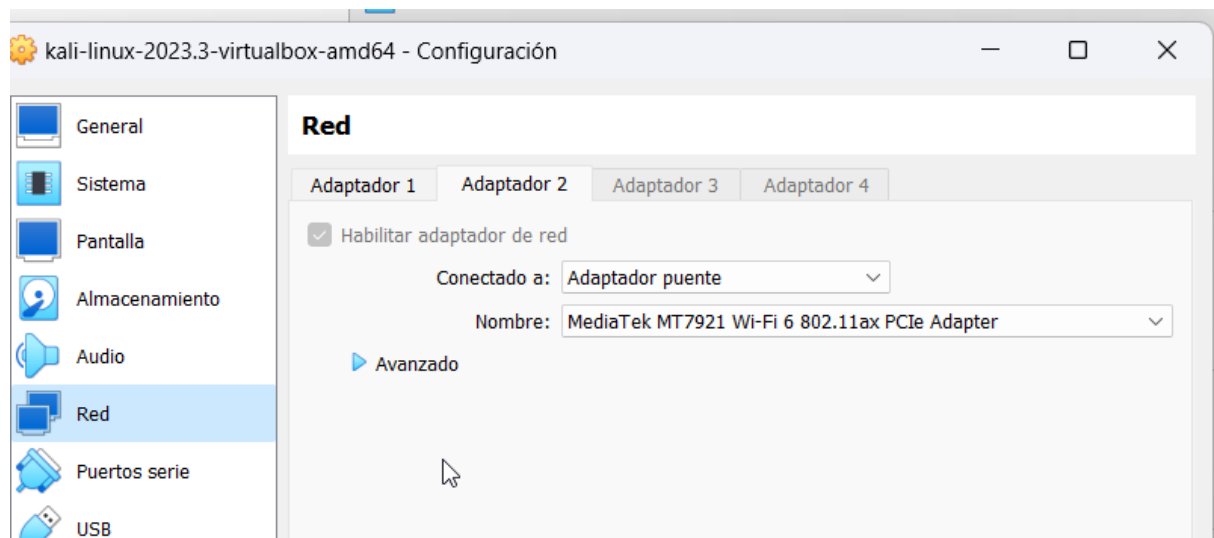 kali-linux-2023.3-virtualbox-amd64 - Configuración
General
Sistema
Pantalla
Almacenamiento
Audio
Red
Puertos serie
USB
Red
Adaptador 1 Adaptador 2 Adaptador 3 Adaptador 4
Habilitar adaptador de red
Conectado a: Adaptador puente
Nombre: MediaTek MT7921 Wi-Fi 6 802.11ax PCIe Adapter
Avanzado